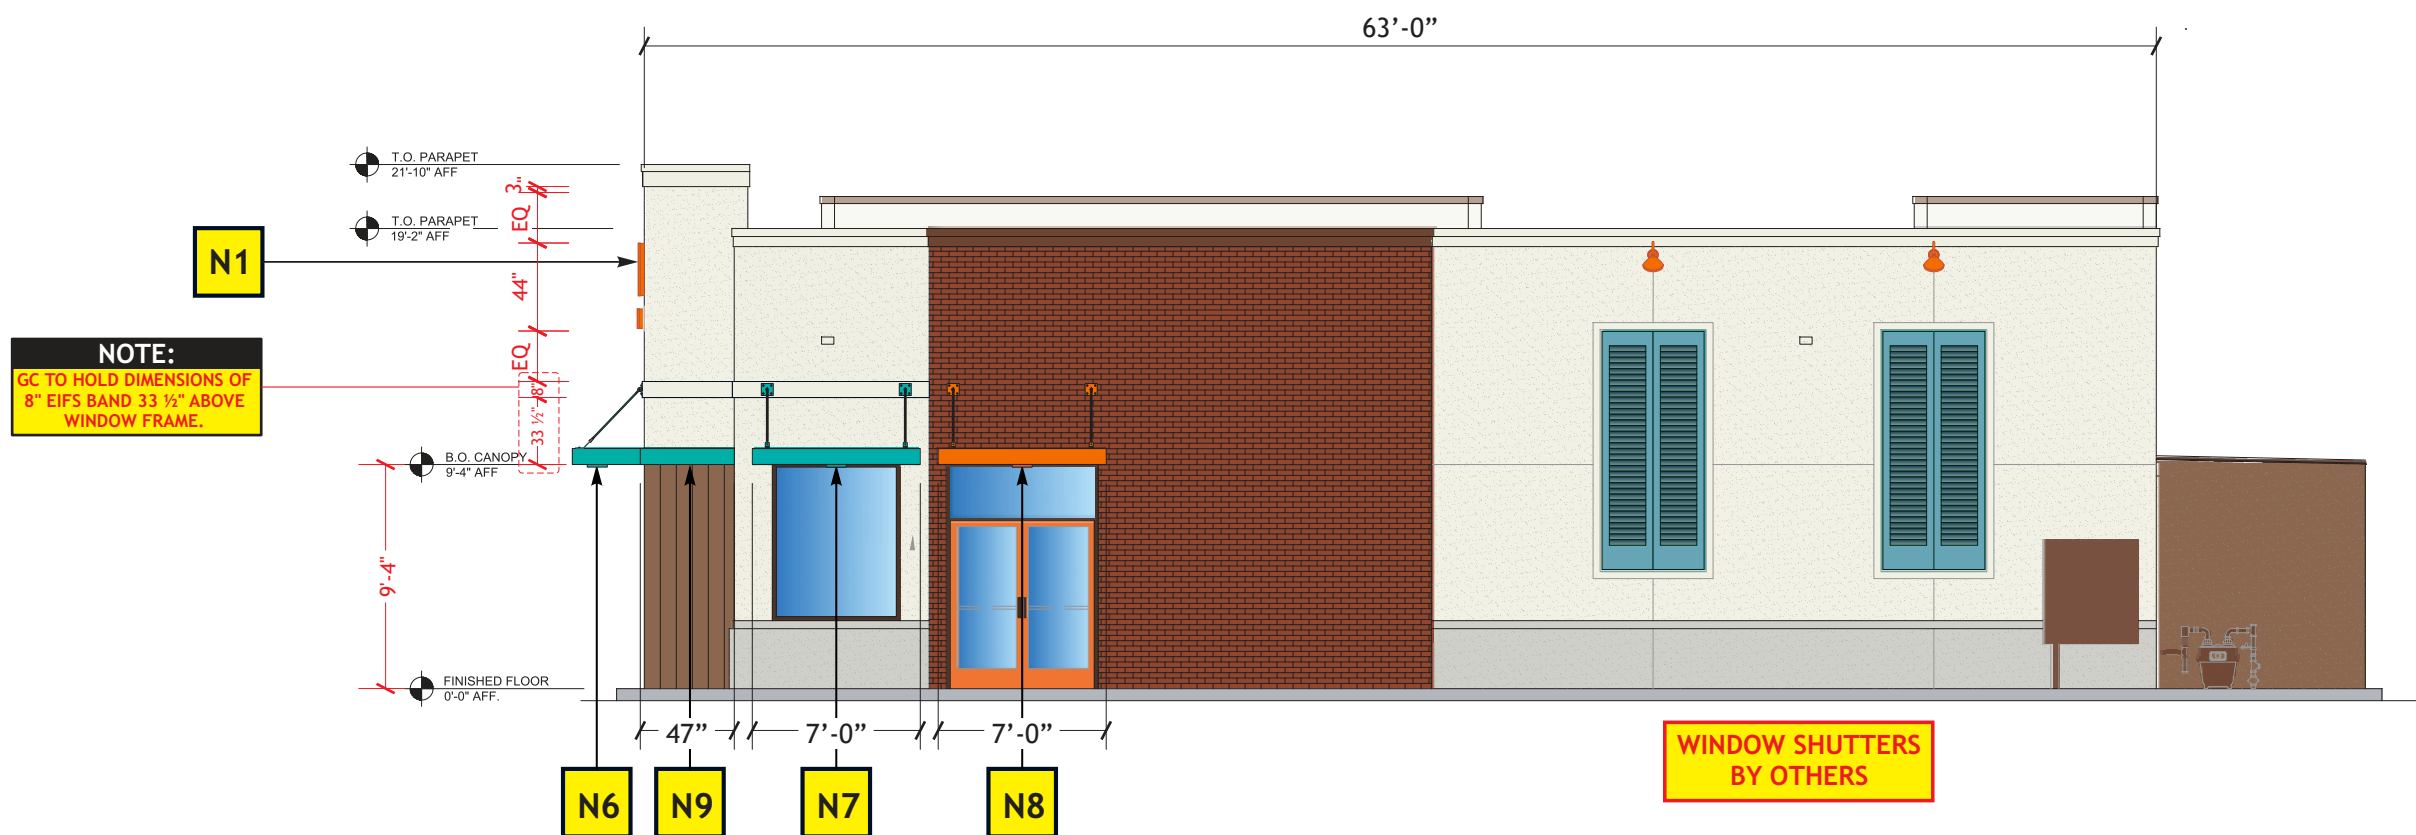 63’-0”
T.O. PARAPET
21'-10" AFF
3"
EQ
T.O. PARAPET
19'-2" AFF
N1
44"
EQ
NOTE:
GC TO HOLD DIMENSIONS OF
8" EIFS BAND 33 ½" ABOVE
WINDOW FRAME.
8"
33 ½"
B.O. CANOPY
9'-4" AFF
9'-4"
FINISHED FLOOR
0'-0" AFF.
47”
7’-0”
7’-0”
WINDOW SHUTTERS
BY OTHERS
N6
N9
N7
N8